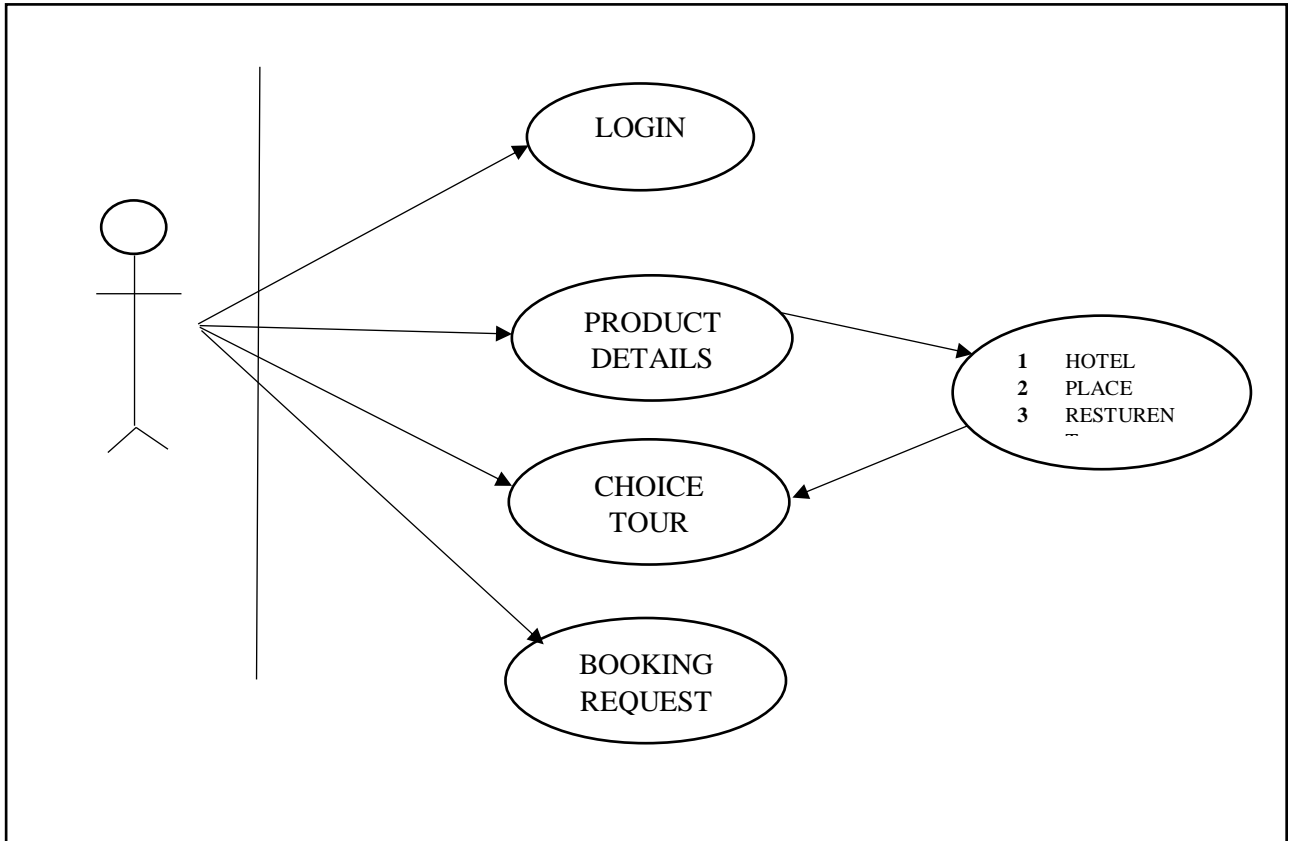 LOGIN
PRODUCT
DETAILS
1 HOTEL
2 PLACE
3 RESTUREN
CHOICE
TOUR
BOOKING
REQUEST